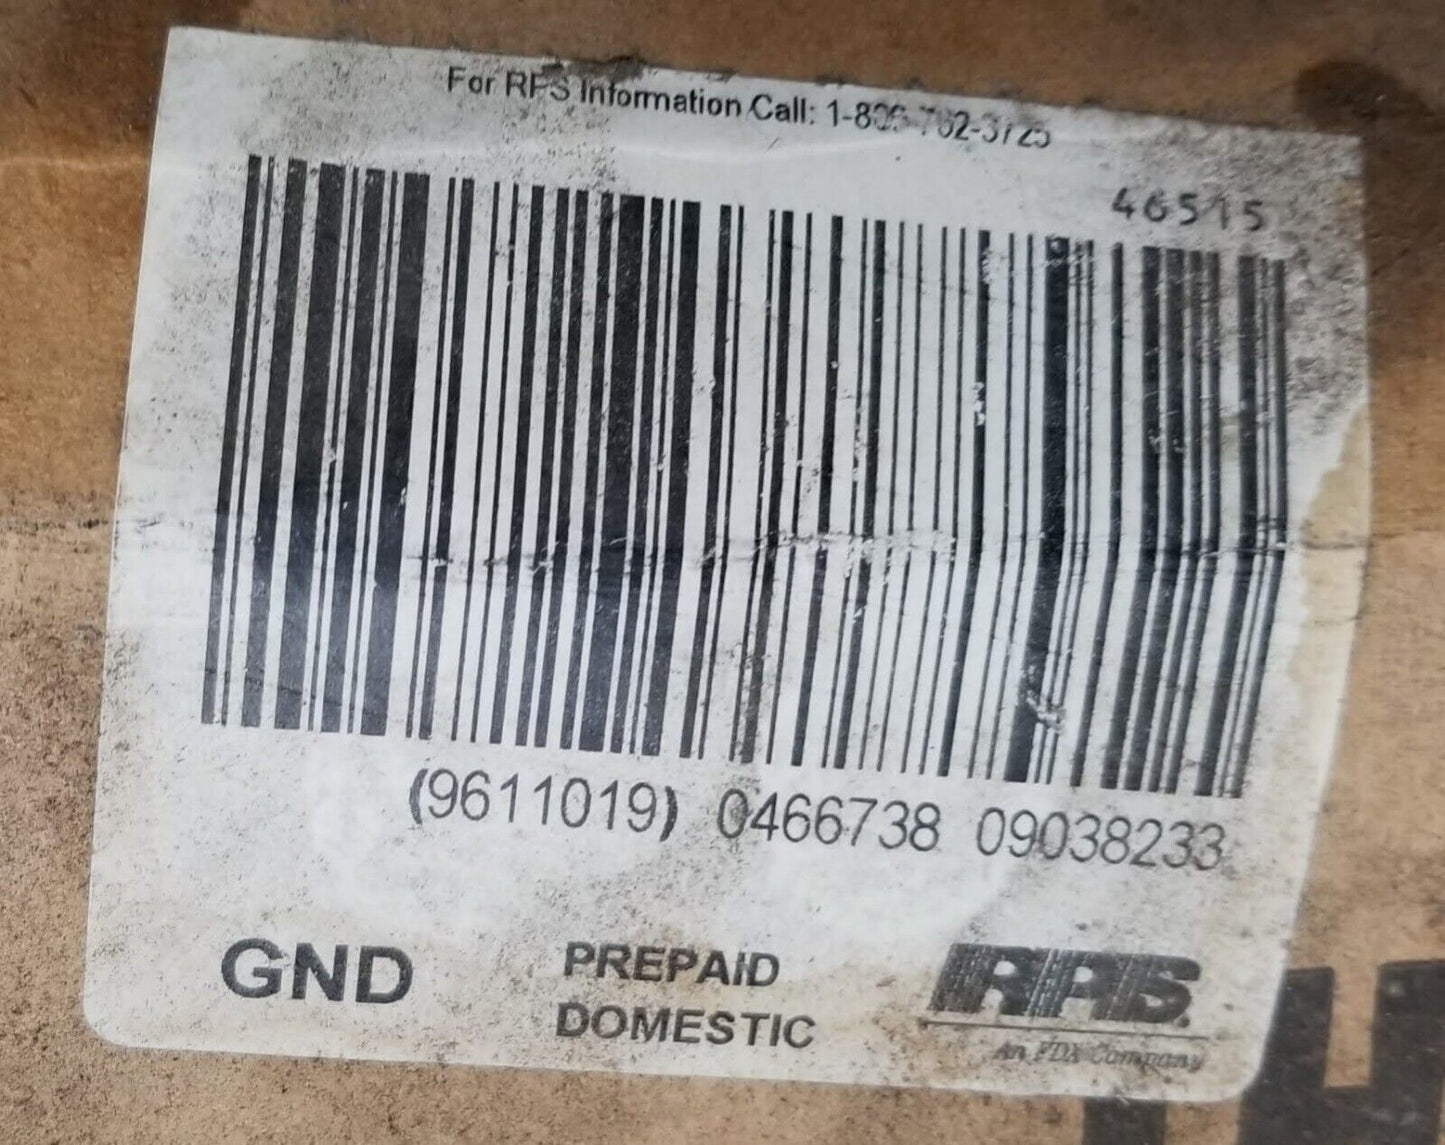 For RPS Information Call: 1-800-762-3725
46515
(9611019) 0466738 09038233
GND
PREPAID
DOMESTIC
RPS
An FDX Company